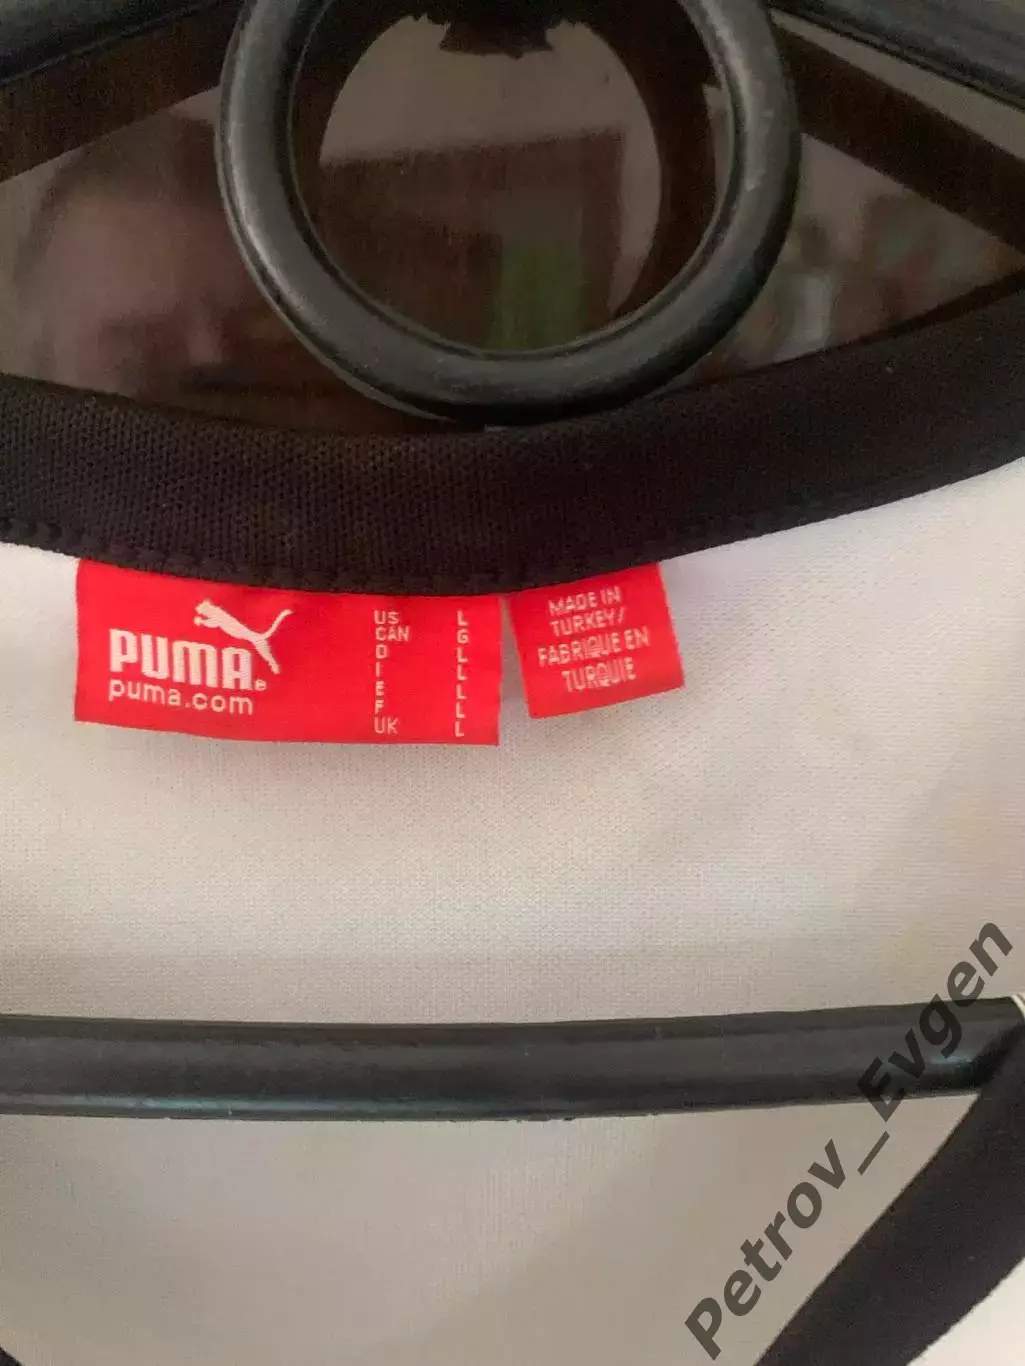 PUMA®
puma.com
US L
CAN G
D L
I L
E L
F L
UK L
MADE IN
TURKEY/
FABRIQUE EN
TURQUIE
Petrov_Evgen